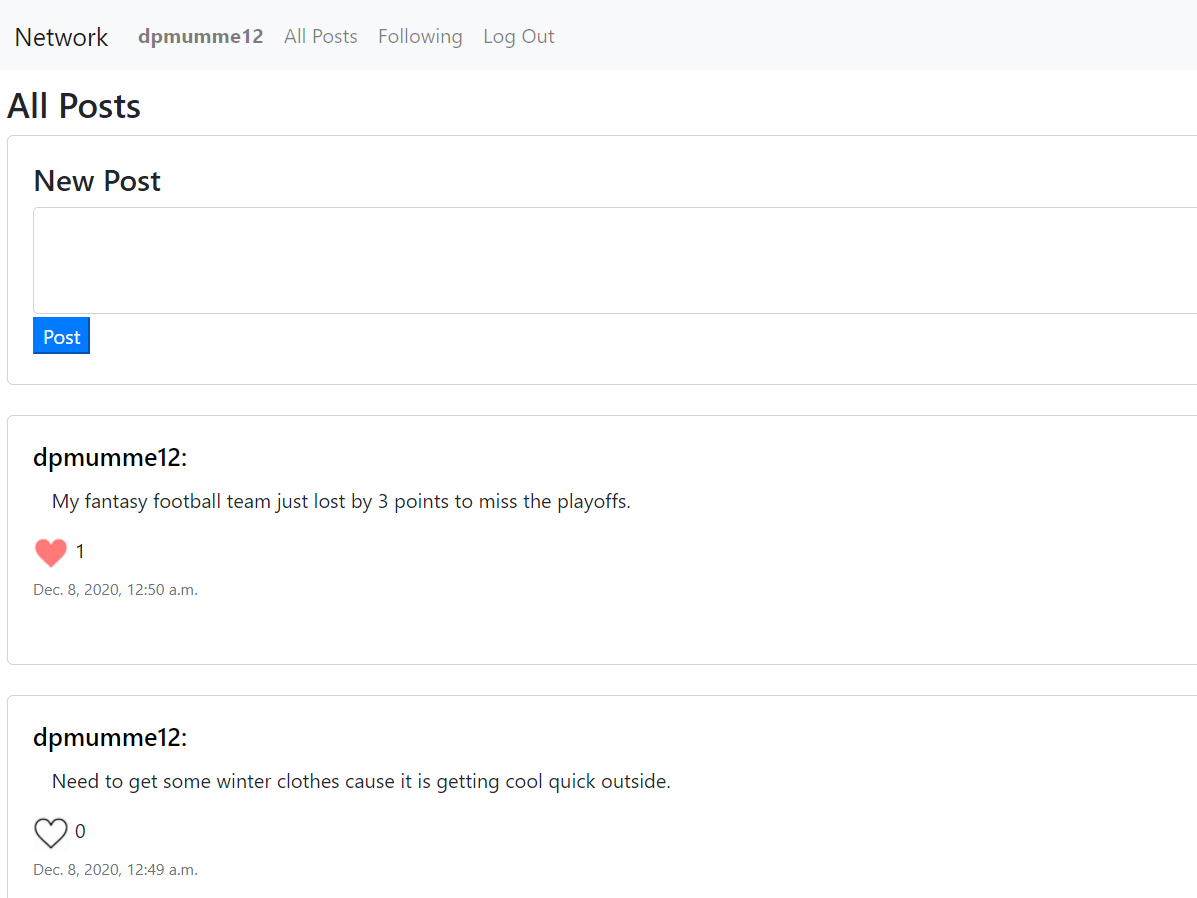 Network dpmumme12 All Posts Following Log Out
All Posts
New Post
Post
dpmumme12:
My fantasy football team just lost by 3 points to miss the playoffs.
1
Dec. 8, 2020, 12:50 a.m.
dpmumme12:
Need to get some winter clothes cause it is getting cool quick outside.
0
Dec. 8, 2020, 12:49 a.m.